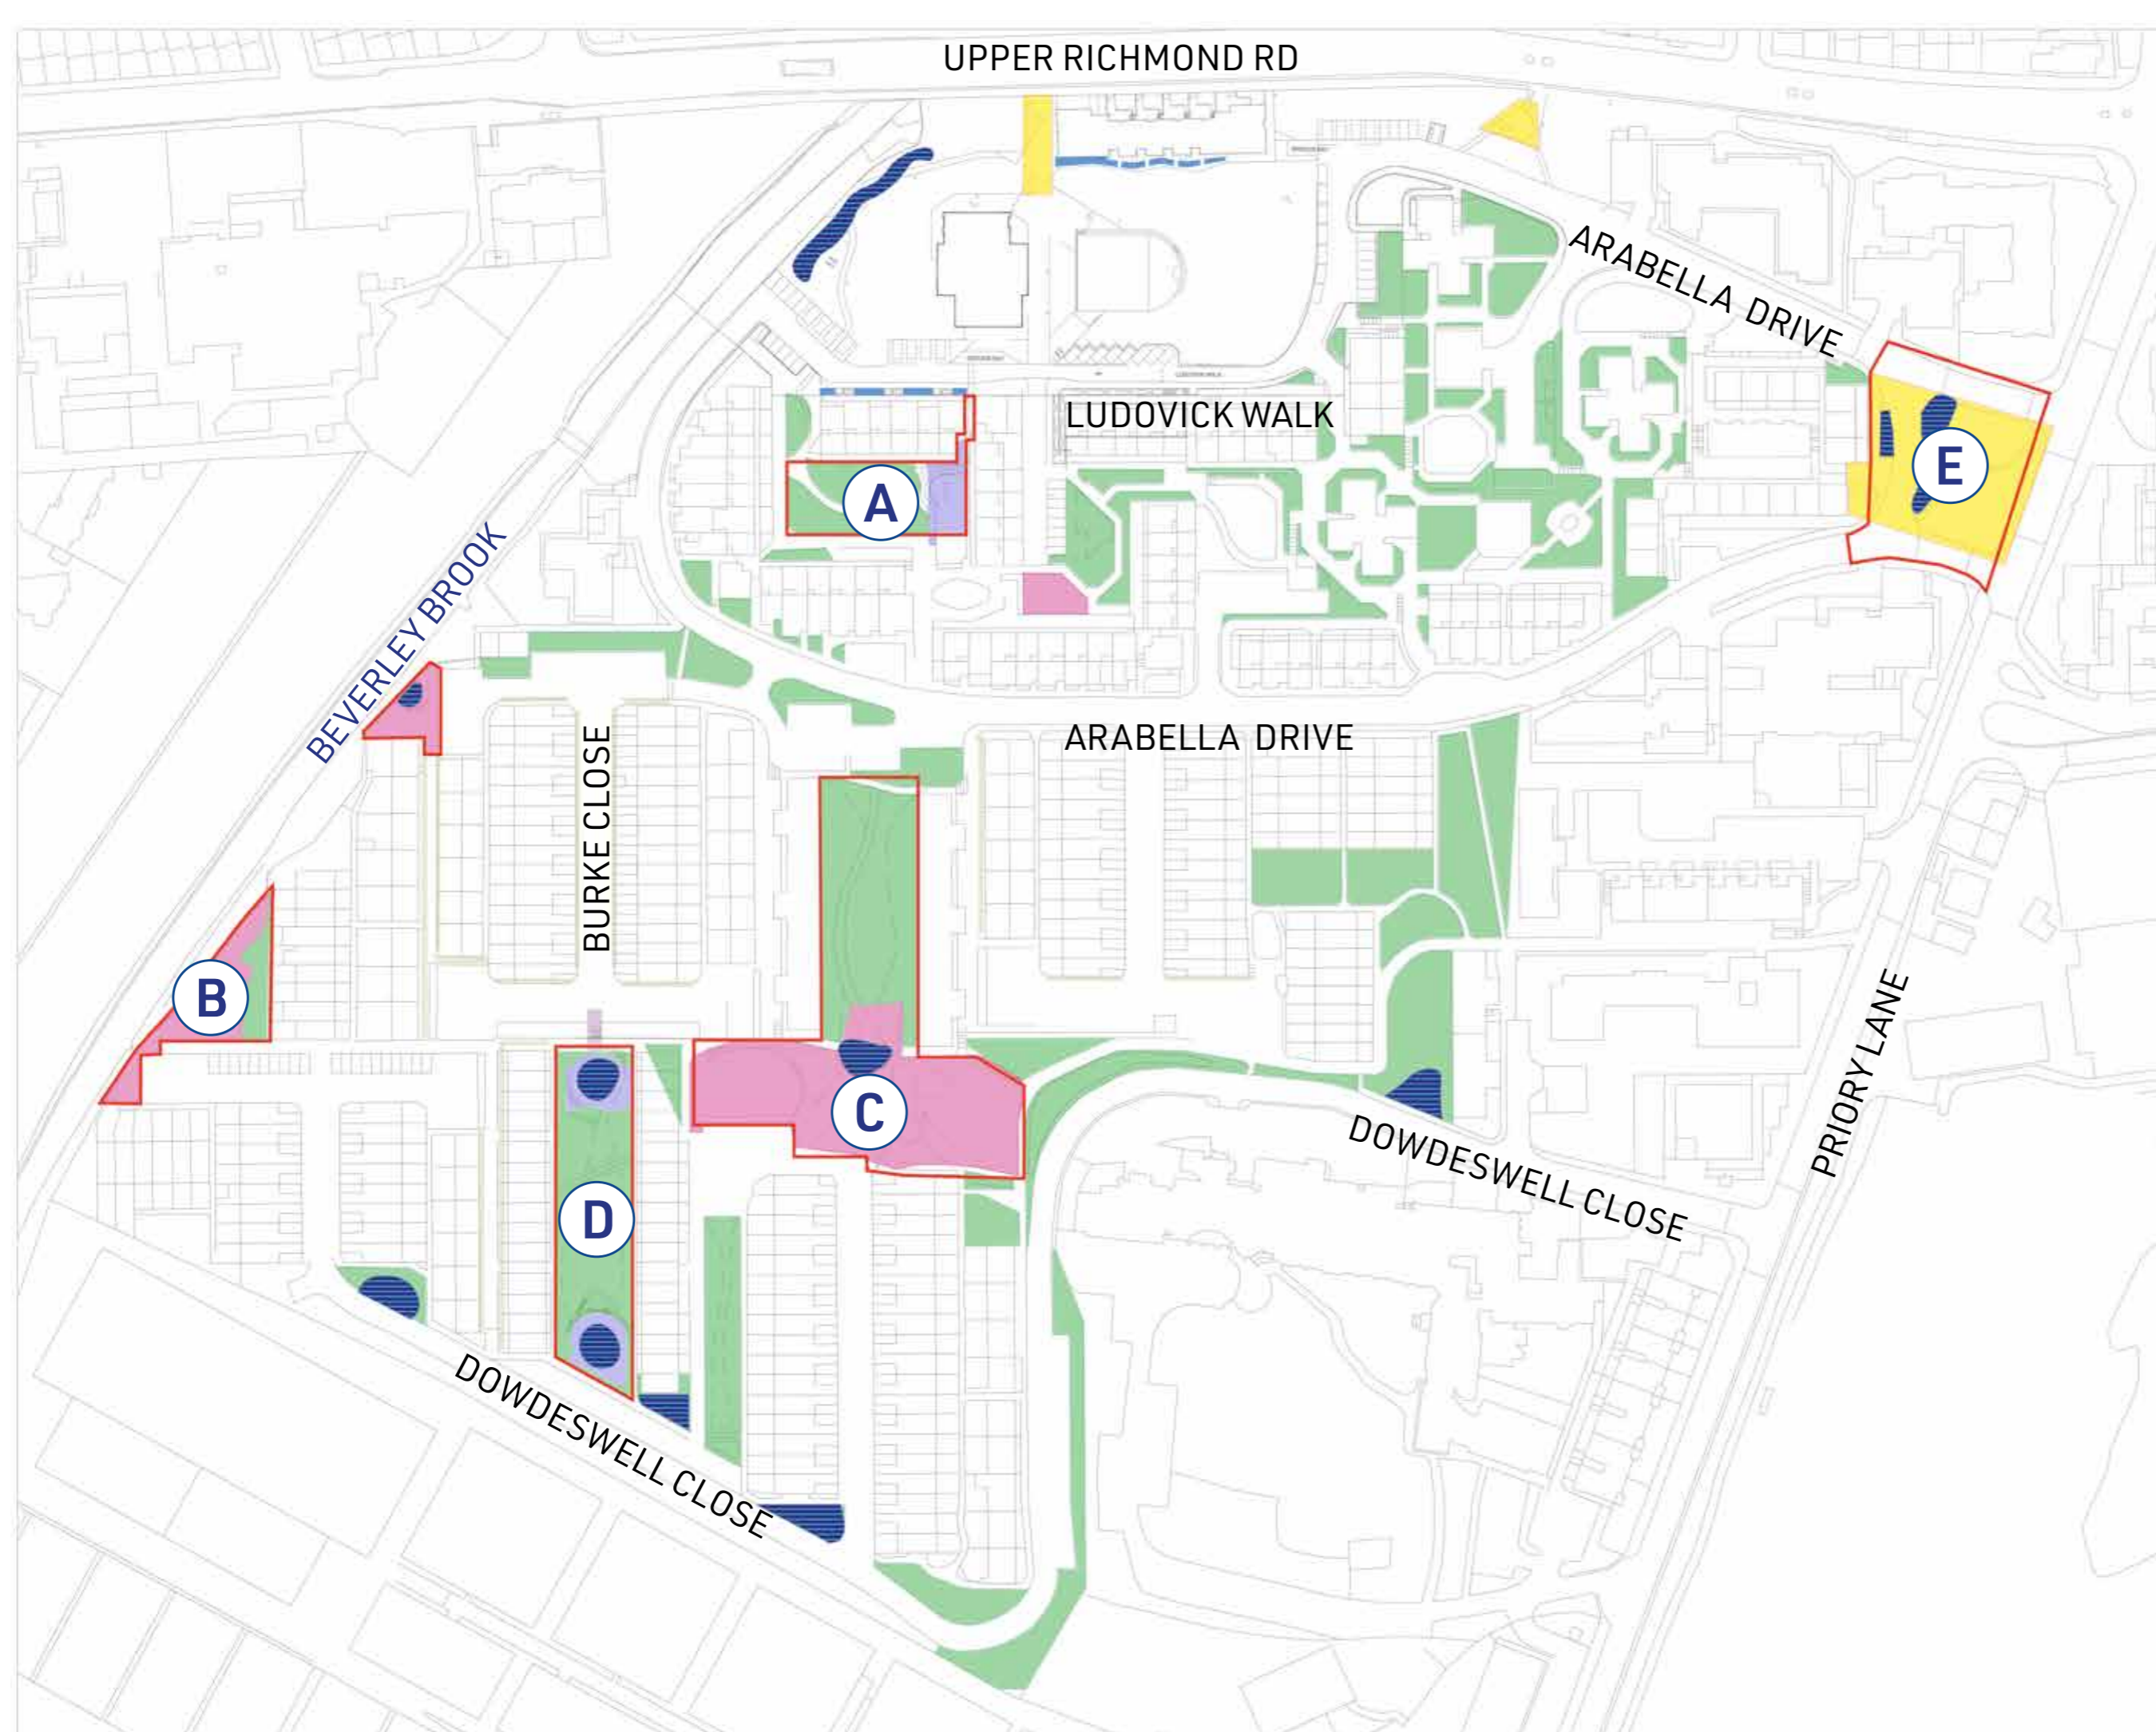 UPPER RICHMOND RD
ARABELLA DRIVE
LUDOVICK WALK
A
E
BEVERLEY BROOK
BURKE CLOSE
ARABELLA DRIVE
B
C
PRIORY LANE
DOWDESWELL CLOSE
D
DOWDESWELL CLOSE